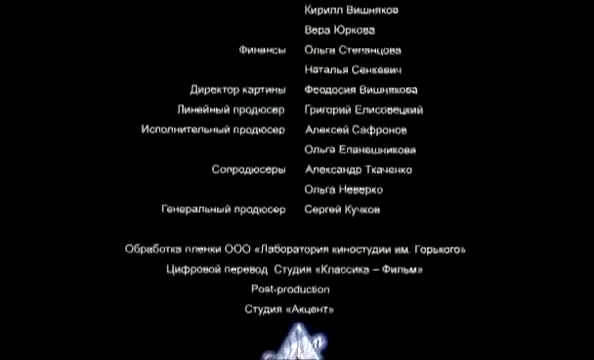 Кирилл Вишняков
Вера Юркова
Финансы Ольга Степанцова
Наталья Сенкевич
Директор картины Феодосия Вишнякова
Линейный продюсер Григорий Елисовецкий
Исполнительный продюсер Алексей Сафронов
Ольга Епанешникова
Сопродюсеры Александр Ткаченко
Ольга Неверко
Генеральный продюсер Сергей Кучков
Обработка пленки ООО «Лаборатория киностудии им. Горького»
Цифровой перевод Студия «Классика – Фильм»
Post-production
Студия «Акцент»